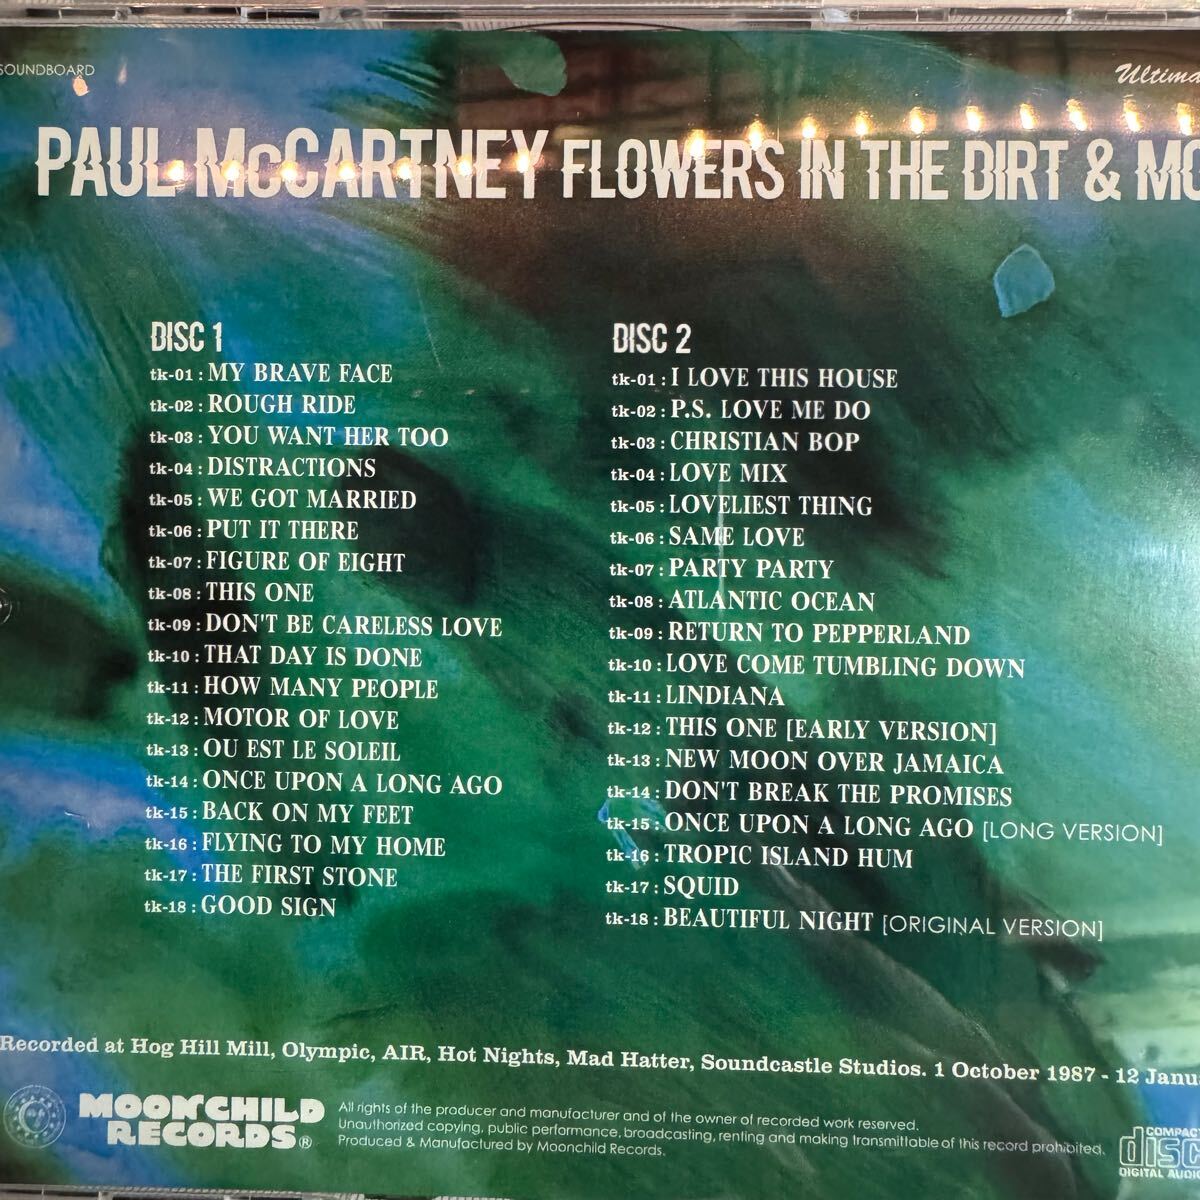 SOUNDBOARD
PAUL McCARTNEY FLOWERS IN THE DIRT &
DISC 1
tk-01 : MY BRAVE FACE
tk-02 : ROUGH RIDE
tk-03 : YOU WANT HER TOO
tk-04 : DISTRACTIONS
tk-05 : WE GOT MARRIED
tk-06 : PUT IT THERE
tk-07 : FIGURE OF EIGHT
tk-08 : THIS ONE
tk-09 : DON'T BE CARELESS LOVE
tk-10 : THAT DAY IS DONE
tk-11 : HOW MANY PEOPLE
tk-12 : MOTOR OF LOVE
tk-13 : OU EST LE SOLEIL
tk-14 : ONCE UPON A LONG AGO
tk-15 : BACK ON MY FEET
tk-16 : FLYING TO MY HOME
tk-17 : THE FIRST STONE
tk-18 : GOOD SIGN
DISC 2
tk-01 : I LOVE THIS HOUSE
tk-02 : P.S. LOVE ME DO
tk-03 : CHRISTIAN BOP
tk-04 : LOVE MIX
tk-05 : LOVELIEST THING
tk-06 : SAME LOVE
tk-07 : PARTY PARTY
tk-08 : ATLANTIC OCEAN
tk-09 : RETURN TO PEPPERLAND
tk-10 : LOVE COME TUMBLING DOWN
tk-11 : LINDIANA
tk-12 : THIS ONE [EARLY VERSION]
tk-13 : NEW MOON OVER JAMAICA
tk-14 : DON'T BREAK THE PROMISES
tk-15 : ONCE UPON A LONG AGO [LONG VERSION]
tk-16 : TROPIC ISLAND HUM
tk-17 : SQUID
tk-18 : BEAUTIFUL NIGHT [ORIGINAL VERSION]
Recorded at Hog Hill Mill, Olympic, AIR, Hot Nights, Mad Hatter, Soundcastle Studios. 1 October 1987 - 12
MOONCHILD
RECORDS®
All rights of the producer and manufacturer and of the owner of recorded work reserved.
Unauthorized copying, public performance, broadcasting, renting and making transmittable of this record prohibited.
Produced & Manufactured by Moonchild Records.
COMPACT
disc
DIGITAL AUDIO